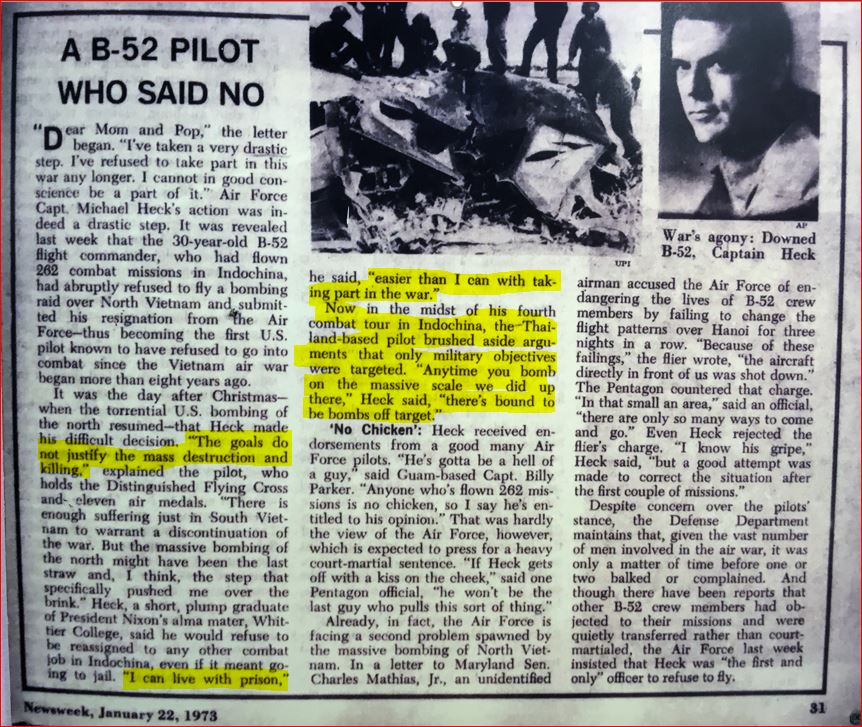 A B-52 PILOT
WHO SAID NO
"Dear Mom and Pop," the letter
began. "I've taken a very drastic
step. I've refused to take part in this
war any longer. I cannot in good con-
science be a part of it." Air Force
Capt. Michael Heck's action was in-
deed a drastic step. It was revealed
last week that the 30-year-old B-52
flight commander, who had flown
262 combat missions in Indochina,
had abruptly refused to fly a bombing
raid over North Vietnam and submit-
ted his resignation from the Air
Force—thus becoming the first U.S.
pilot known to have refused to go into
combat since the Vietnam air war
began more than eight years ago.
It was the day after Christmas—
when the torrential U.S. bombing of
the north resumed—that Heck made
his difficult decision. "The goals do
not justify the mass destruction and
killing," explained the pilot, who
holds the Distinguished Flying Cross
and eleven air medals. "There is
enough suffering just in South Viet-
nam to warrant a discontinuation of
the war. But the massive bombing of
the north might have been the last
straw and, I think, the step that
specifically pushed me over the
brink." Heck, a short, plump graduate
of President Nixon's alma mater, Whit-
tier College, said he would refuse to
be reassigned to any other combat
job in Indochina, even if it meant go-
ing to jail. "I can live with prison,"
UPI
he said, "easier than I can with tak-
ing part in the war."
Now in the midst of his fourth
combat tour in Indochina, the Thai-
land-based pilot brushed aside argu-
ments that only military objectives
were targeted. "Anytime you bomb
on the massive scale we did up
there," Heck said, "there's bound to
be bombs off target."
'No Chicken': Heck received en-
dorsements from a good many Air
Force pilots. "He's gotta be a hell of
a guy," said Guam-based Capt. Billy
Parker. "Anyone who's flown 262 mis-
sions is no chicken, so I say he's en-
titled to his opinion." That was hardly
the view of the Air Force, however,
which is expected to press for a heavy
court-martial sentence. "If Heck gets
off with a kiss on the cheek," said one
Pentagon official, "he won't be the
last guy who pulls this sort of thing."
Already, in fact, the Air Force is
facing a second problem spawned by
the massive bombing of North Viet-
nam. In a letter to Maryland Sen.
Charles Mathias, Jr., an unidentified
AP
War's agony: Downed
B-52, Captain Heck
airman accused the Air Force of en-
dangering the lives of B-52 crew
members by failing to change the
flight patterns over Hanoi for three
nights in a row. "Because of these
failings," the flier wrote, "the aircraft
directly in front of us was shot down."
The Pentagon countered that charge.
"In that small an area," said an official,
"there are only so many ways to come
and go." Even Heck rejected the
flier's charge. "I know his gripe,"
Heck said, "but a good attempt was
made to correct the situation after
the first couple of missions."
Despite concern over the pilots'
stance, the Defense Department
maintains that, given the vast number
of men involved in the air war, it was
only a matter of time before one or
two balked or complained. And
though there have been reports that
other B-52 crew members had ob-
jected to their missions and were
quietly transferred rather than court-
martialed, the Air Force last week
insisted that Heck was "the first and
only" officer to refuse to fly.
Newsweek, January 22, 1973
31